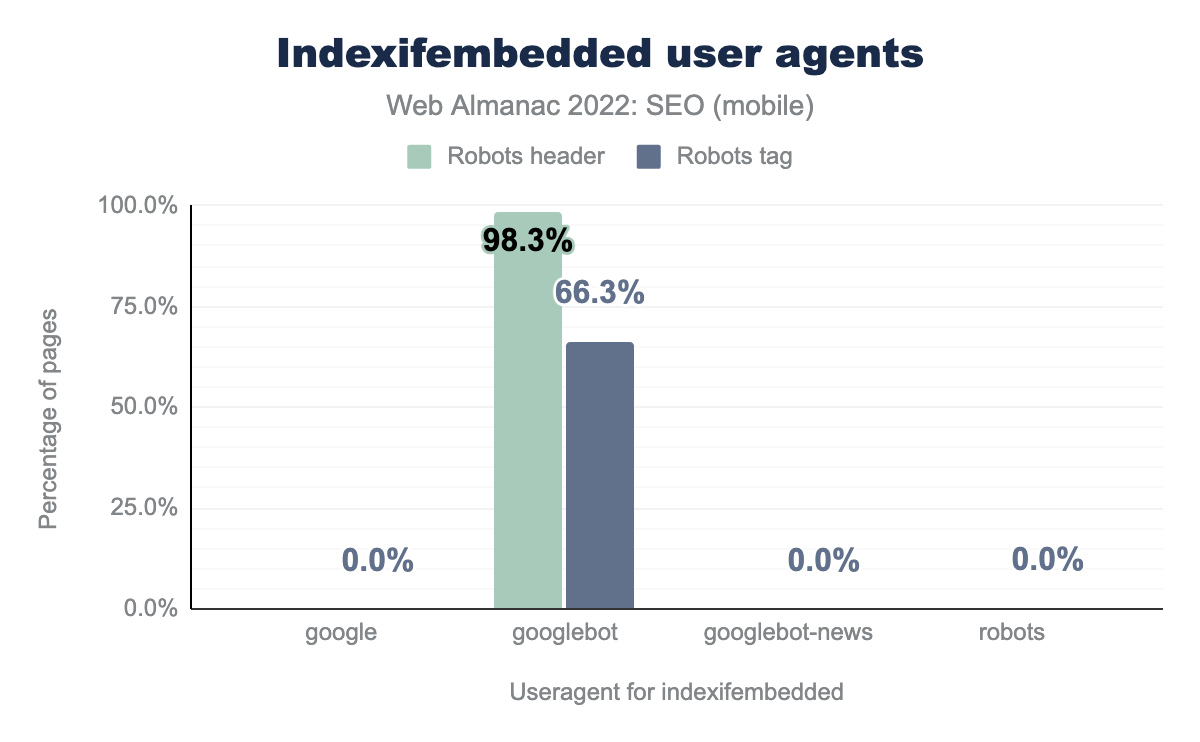 Indexifembedded user agents
Web Almanac 2022: SEO (mobile)
Robots header Robots tag
Percentage of pages
100.0%
75.0%
50.0%
25.0%
0.0%
98.3%
66.3%
0.0%
0.0%
0.0%
google googlebot googlebot-news robots
Useragent for indexifembedded